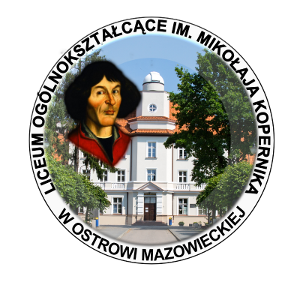 LICEUM OGÓLNOKSZTAŁCĄCE IM. MIKOŁAJA KOPERNIKA
W OSTROWI MAZOWIECKIEJ